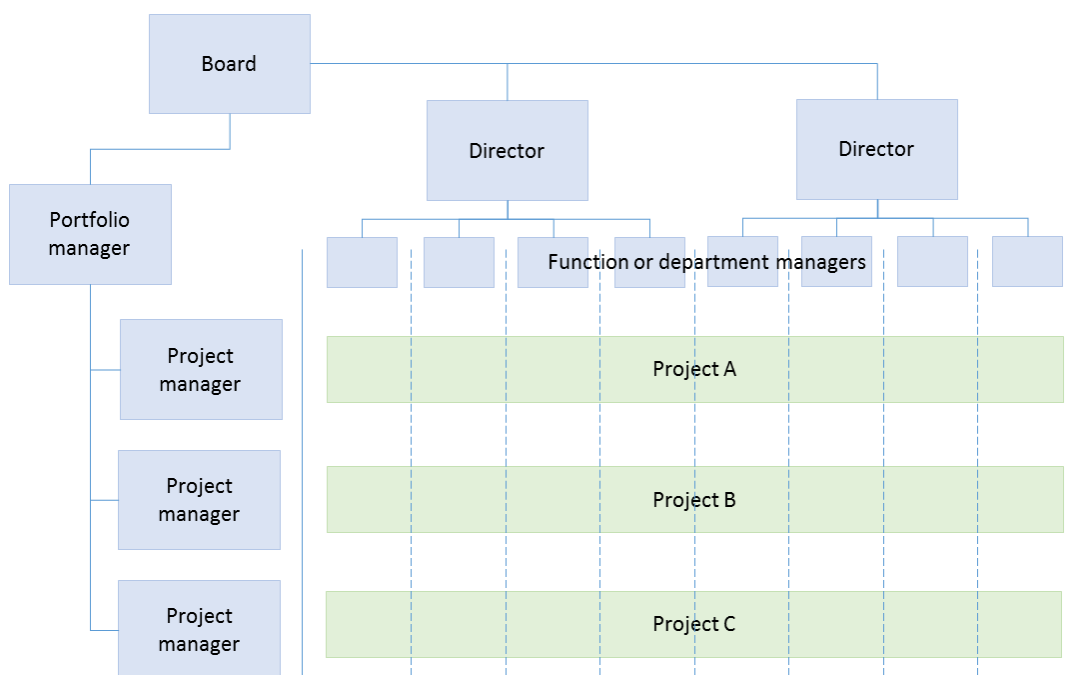 Board
Director
Director
Portfolio
manager
Function or department managers
Project
manager
Project A
Project
manager
Project B
Project
manager
Project C